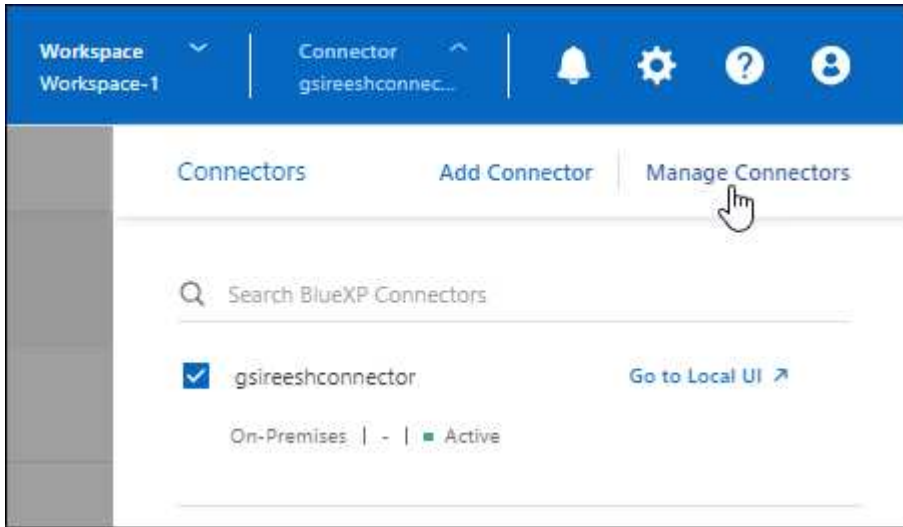 Workspace
Workspace-1
Connector
gsireeshconnec...
Connectors
Add Connector
Manage Connectors
Search BlueXP Connectors
gsireeshconnector
Go to Local UI ↗
On-Premises | - | ■ Active